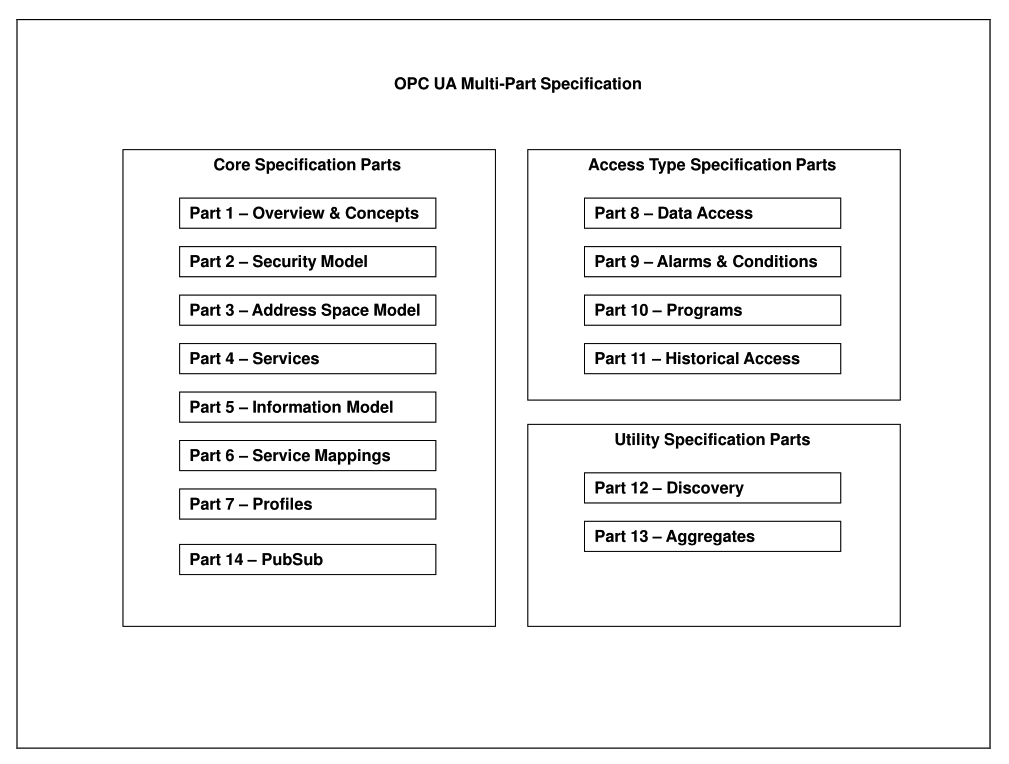 OPC UA Multi-Part Specification
Core Specification Parts
Part 1 – Overview & Concepts
Part 2 – Security Model
Part 3 – Address Space Model
Part 4 – Services
Part 5 – Information Model
Part 6 – Service Mappings
Part 7 – Profiles
Part 14 – PubSub
Access Type Specification Parts
Part 8 – Data Access
Part 9 – Alarms & Conditions
Part 10 – Programs
Part 11 – Historical Access
Utility Specification Parts
Part 12 – Discovery
Part 13 – Aggregates